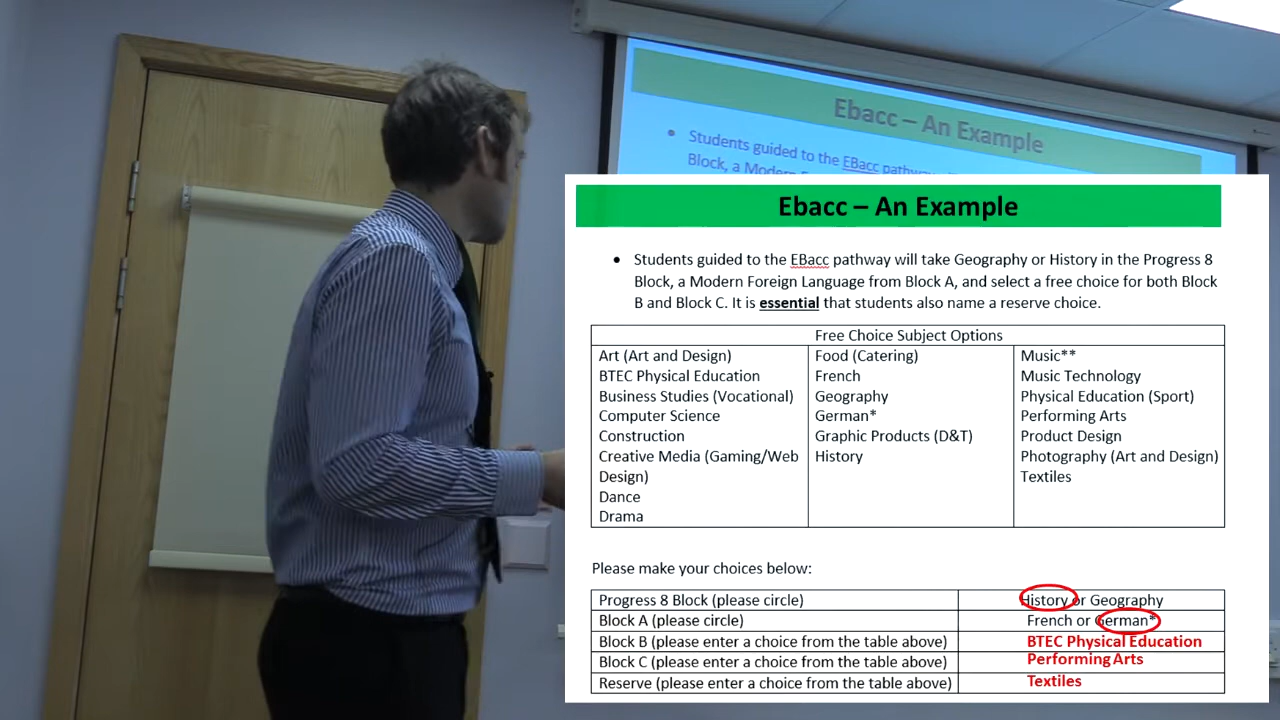 Ebacc – An Example
Students guided to the EBacc pathway
Block, a Modern
Ebacc – An Example
• Students guided to the EBacc pathway will take Geography or History in the Progress 8
Block, a Modern Foreign Language from Block A, and select a free choice for both Block
B and Block C. It is essential that students also name a reserve choice.
Free Choice Subject Options
Art (Art and Design)
BTEC Physical Education
Business Studies (Vocational)
Computer Science
Construction
Creative Media (Gaming/Web
Design)
Dance
Drama
Food (Catering)
French
Geography
German*
Graphic Products (D&T)
History
Music**
Music Technology
Physical Education (Sport)
Performing Arts
Product Design
Photography (Art and Design)
Textiles
Please make your choices below:
Progress 8 Block (please circle) History or Geography
Block A (please circle) French or German*
Block B (please enter a choice from the table above) BTEC Physical Education
Block C (please enter a choice from the table above) Performing Arts
Reserve (please enter a choice from the table above) Textiles